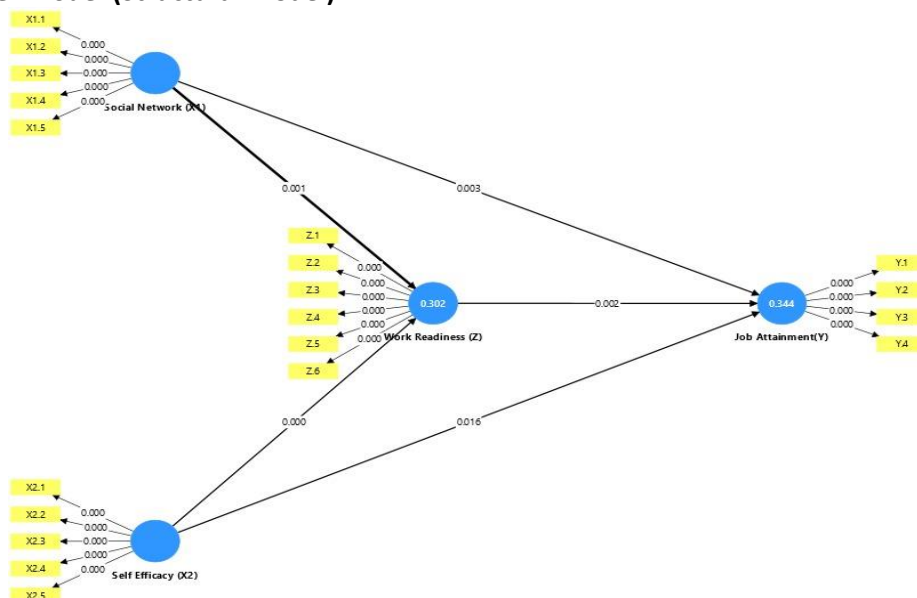 X1.1
0.000
X1.2
0.000
X1.3
0.000
X1.4
0.000
X1.5
0.000
Social Network (X1)
0.001
0.003
Z.1
0.000
Z.2
0.000
Z.3
0.000
Z.4
0.000
Z.5
0.000
Z.6
0.000
0.302
Work Readiness (Z)
0.002
0.344
Job Attainment(Y)
0.000
Y.1
0.000
Y.2
0.000
Y.3
0.000
Y.4
0.000
0.016
X2.1
0.000
X2.2
0.000
X2.3
0.000
X2.4
0.000
X2.5
0.000
Self Efficacy (X2)